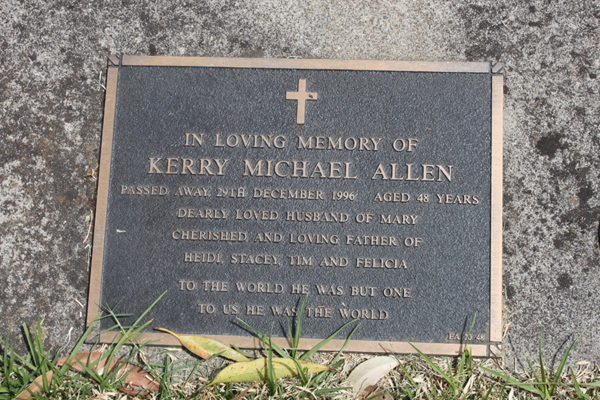 IN LOVING MEMORY OF
KERRY MICHAEL ALLEN
PASSED AWAY 29TH DECEMBER 1996 AGED 48 YEARS
DEARLY LOVED HUSBAND OF MARY
CHERISHED AND LOVING FATHER OF
HEIDI, STACEY, TIM AND FELICIA
TO THE WORLD HE WAS BUT ONE
TO US HE WAS THE WORLD